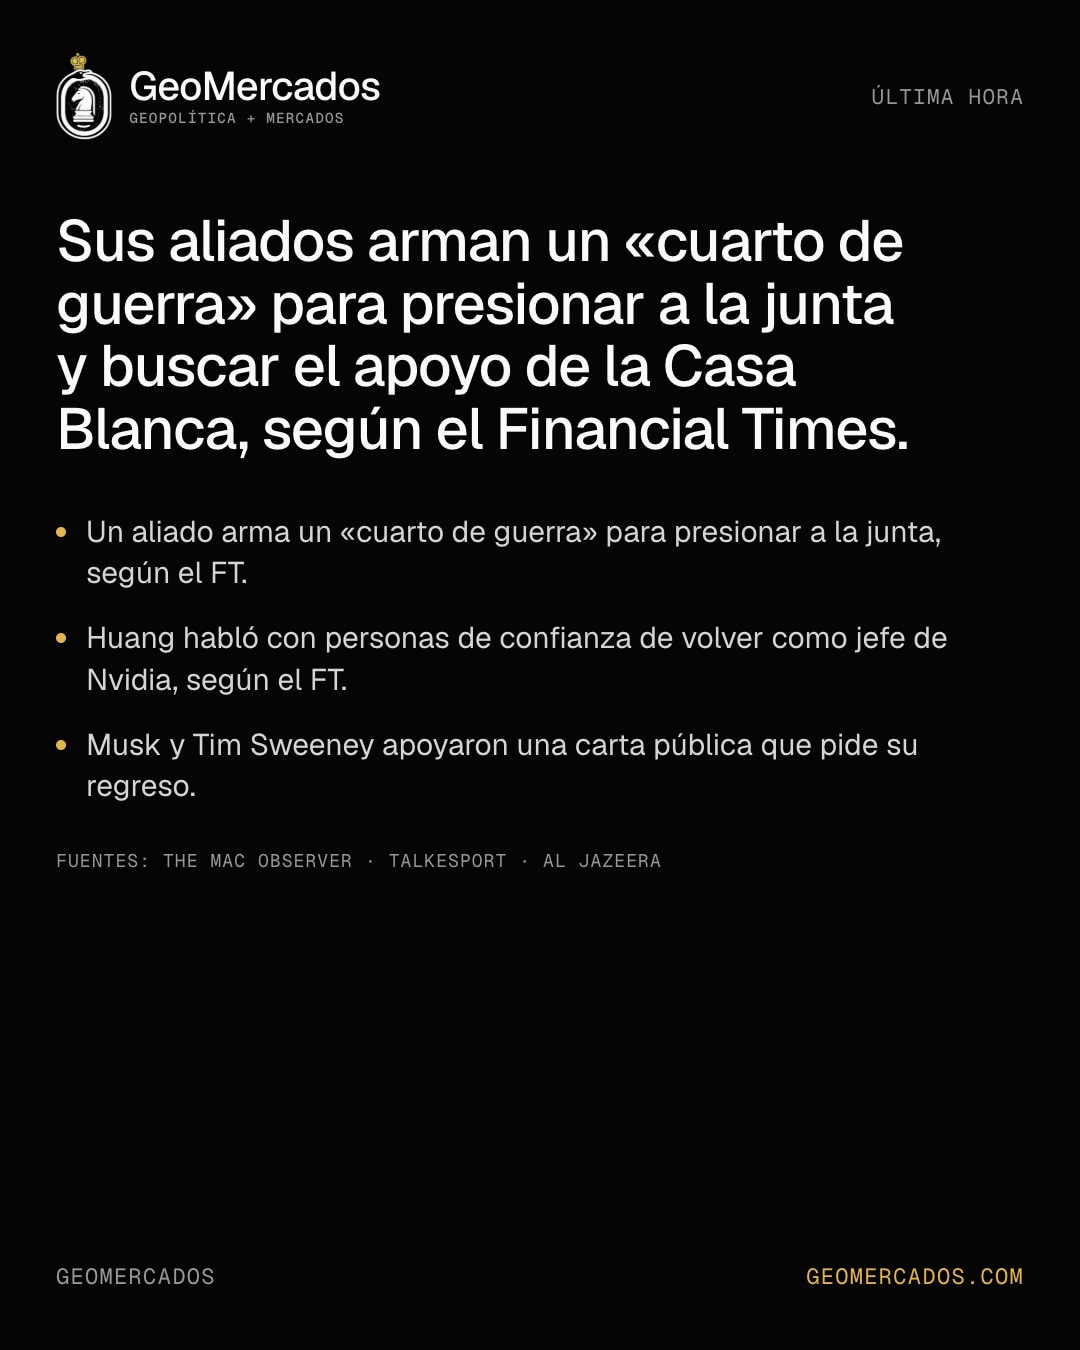 GeoMercados
GEOPOLÍTICA + MERCADOS
ÚLTIMA HORA
Sus aliados arman un «cuarto de
guerra» para presionar a la junta
y buscar el apoyo de la Casa
Blanca, según el Financial Times.
• Un aliado arma un «cuarto de guerra» para presionar a la junta,
según el FT.
• Huang habló con personas de confianza de volver como jefe de
Nvidia, según el FT.
• Musk y Tim Sweeney apoyaron una carta pública que pide su
regreso.
FUENTES: THE MAC OBSERVER · TALKESPORT · AL JAZEERA
GEOMERCADOS
GEOMERCADOS.COM